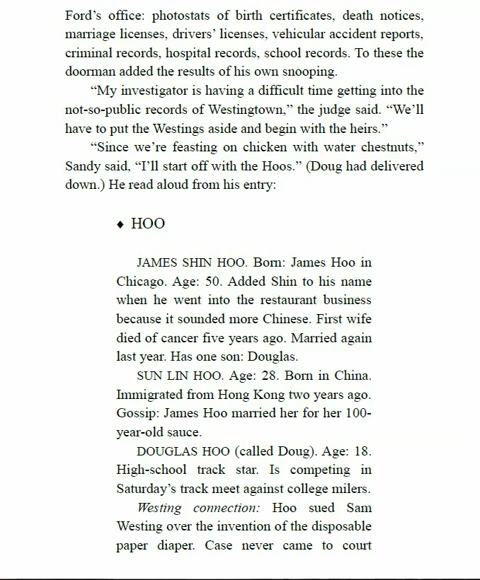 Ford's office: photostats of birth certificates, death notices,
marriage licenses, drivers' licenses, vehicular accident reports,
criminal records, hospital records, school records. To these the
doorman added the results of his own snooping.
“My investigator is having a difficult time getting into the
not-so-public records of Westingtown,” the judge said. “We'll
have to put the Westings aside and begin with the heirs.”
“Since we're feasting on chicken with water chestnuts,”
Sandy said, “I'll start off with the Hoos.” (Doug had delivered
down.) He read aloud from his entry:
♦ HOO
JAMES SHIN HOO. Born: James Hoo in
Chicago. Age: 50. Added Shin to his name
when he went into the restaurant business
because it sounded more Chinese. First wife
died of cancer five years ago. Married again
last year. Has one son: Douglas.
SUN LIN HOO. Age: 28. Born in China.
Immigrated from Hong Kong two years ago.
Gossip: James Hoo married her for her 100-
year-old sauce.
DOUGLAS HOO (called Doug). Age: 18.
High-school track star. Is competing in
Saturday's track meet against college milers.
Westing connection: Hoo sued Sam
Westing over the invention of the disposable
paper diaper. Case never came to court